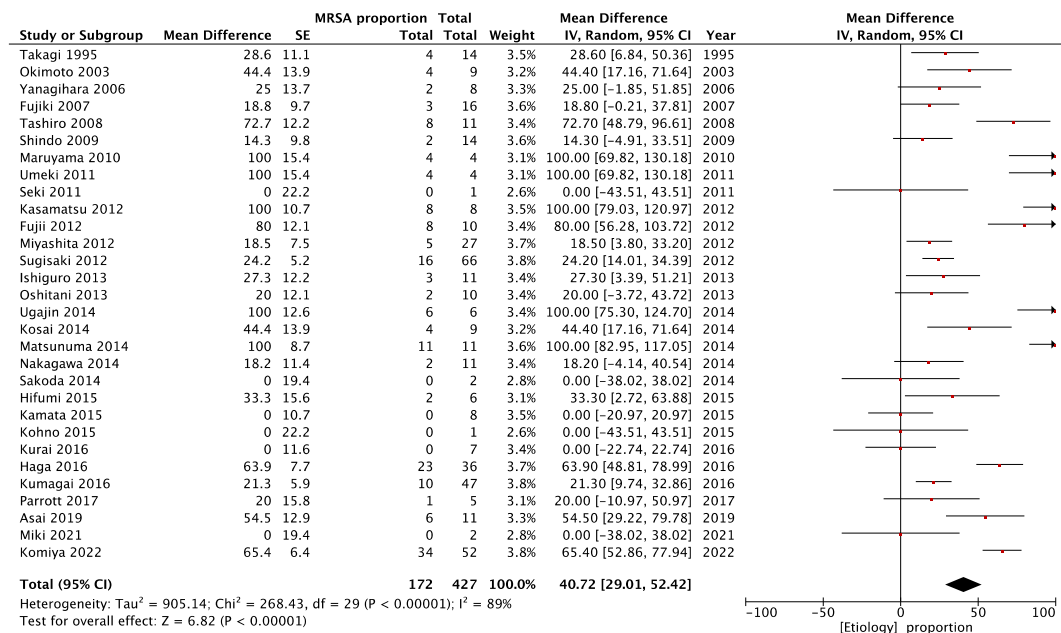 MRSA proportion Total Mean Difference Mean Difference
Study or Subgroup Mean Difference SE Total Total Weight IV, Random, 95% CI Year IV, Random, 95% CI
Takagi 1995 28.6 11.1 4 14 3.5% 28.60 [6.84, 50.36] 1995
Okimoto 2003 44.4 13.9 4 9 3.2% 44.40 [17.16, 71.64] 2003
Yanagihara 2006 25 13.7 2 8 3.3% 25.00 [-1.85, 51.85] 2006
Fujiki 2007 18.8 9.7 3 16 3.6% 18.80 [-0.21, 37.81] 2007
Tashiro 2008 72.7 12.2 8 11 3.4% 72.70 [48.79, 96.61] 2008
Shindo 2009 14.3 9.8 2 14 3.6% 14.30 [-4.91, 33.51] 2009
Maruyama 2010 100 15.4 4 4 3.1% 100.00 [69.82, 130.18] 2010
Umeki 2011 100 15.4 4 4 3.1% 100.00 [69.82, 130.18] 2011
Seki 2011 0 22.2 0 1 2.6% 0.00 [-43.51, 43.51] 2011
Kasamatsu 2012 100 10.7 8 8 3.5% 100.00 [79.03, 120.97] 2012
Fujii 2012 80 12.1 8 10 3.4% 80.00 [56.28, 103.72] 2012
Miyashita 2012 18.5 7.5 5 27 3.7% 18.50 [3.80, 33.20] 2012
Sugisaki 2012 24.2 5.2 16 66 3.8% 24.20 [14.01, 34.39] 2012
Ishiguro 2013 27.3 12.2 3 11 3.4% 27.30 [3.39, 51.21] 2013
Oshitani 2013 20 12.1 2 10 3.4% 20.00 [-3.72, 43.72] 2013
Ugajin 2014 100 12.6 6 6 3.3% 100.00 [75.30, 124.70] 2014
Kosai 2014 44.4 13.9 4 9 3.2% 44.40 [17.16, 71.64] 2014
Matsunuma 2014 100 8.7 11 11 3.6% 100.00 [82.95, 117.05] 2014
Nakagawa 2014 18.2 11.4 2 11 3.4% 18.20 [-4.14, 40.54] 2014
Sakoda 2014 0 19.4 0 2 2.8% 0.00 [-38.02, 38.02] 2014
Hifumi 2015 33.3 15.6 2 6 3.1% 33.30 [2.72, 63.88] 2015
Kamata 2015 0 10.7 0 8 3.5% 0.00 [-20.97, 20.97] 2015
Kohno 2015 0 22.2 0 1 2.6% 0.00 [-43.51, 43.51] 2015
Kurai 2016 0 11.6 0 7 3.4% 0.00 [-22.74, 22.74] 2016
Haga 2016 63.9 7.7 23 36 3.7% 63.90 [48.81, 78.99] 2016
Kumagai 2016 21.3 5.9 10 47 3.8% 21.30 [9.74, 32.86] 2016
Parrott 2017 20 15.8 1 5 3.1% 20.00 [-10.97, 50.97] 2017
Asai 2019 54.5 12.9 6 11 3.3% 54.50 [29.22, 79.78] 2019
Miki 2021 0 19.4 0 2 2.8% 0.00 [-38.02, 38.02] 2021
Komiya 2022 65.4 6.4 34 52 3.8% 65.40 [52.86, 77.94] 2022
Total (95% CI) 172 427 100.0% 40.72 [29.01, 52.42]
Heterogeneity: Tau² = 905.14; Chi² = 268.43, df = 29 (P < 0.00001); I² = 89%
Test for overall effect: Z = 6.82 (P < 0.00001)
-100 -50 0 50 100
[Etiology] proportion